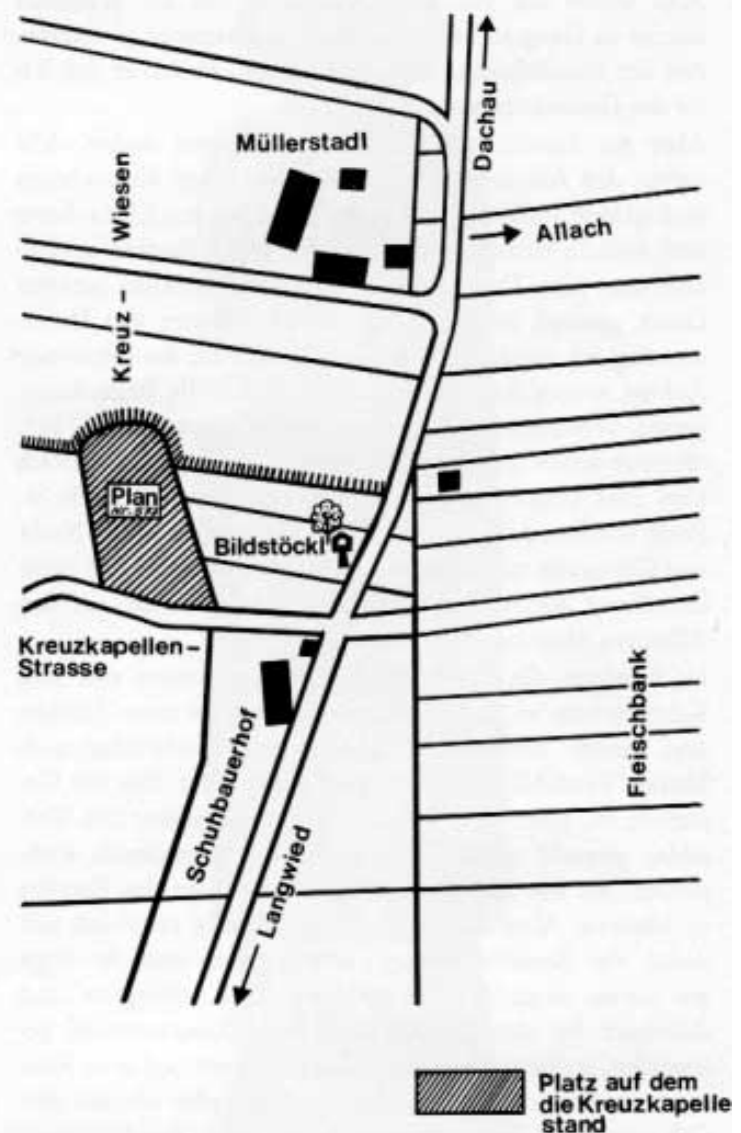 Dachau
Müllerstadl
Kreuz – Wiesen
Allach
Plan
Bildstöckl
Kreuzkapellen–
Strasse
Schuhbauerhof
Fleischbank
Langwied
Platz auf dem
die Kreuzkapelle
stand